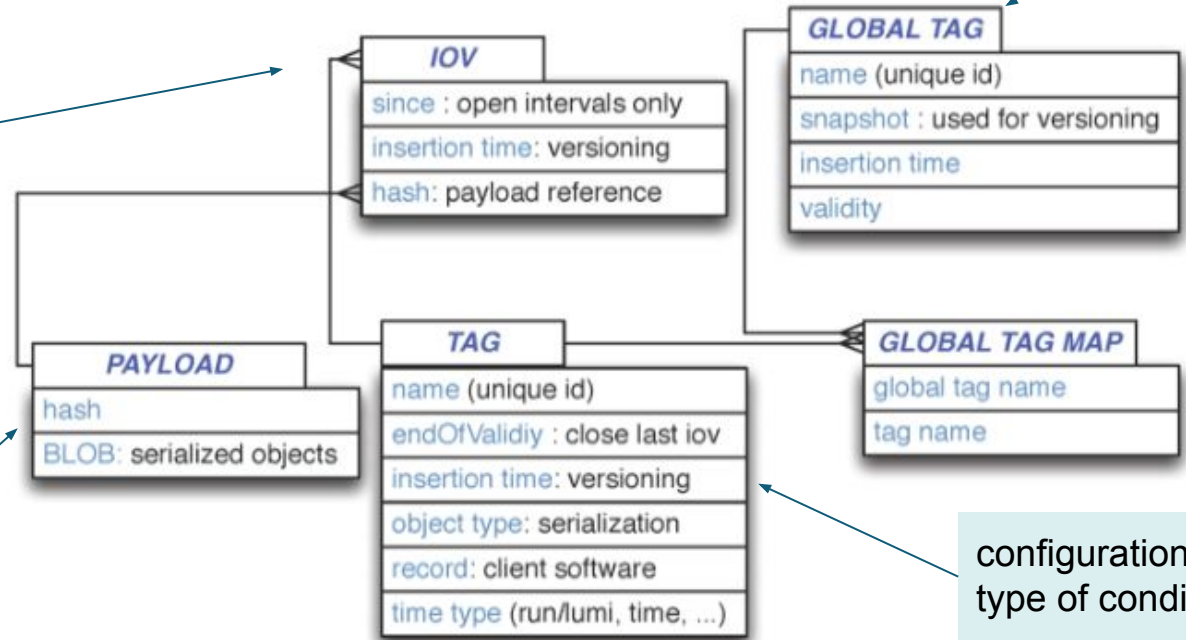 IOV
since : open intervals only
insertion time: versioning
hash: payload reference
GLOBAL TAG
name (unique id)
snapshot : used for versioning
insertion time
validity
PAYLOAD
hash
BLOB: serialized objects
TAG
name (unique id)
endOfValidiy : close last iov
insertion time: versioning
object type: serialization
record: client software
time type (run/lumi, time, ...)
GLOBAL TAG MAP
global tag name
tag name
configuration
type of condi